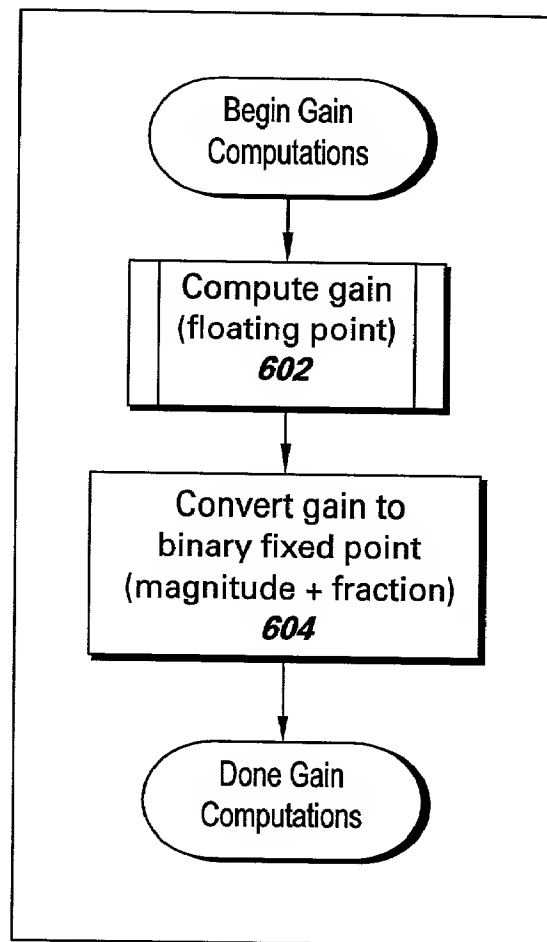 Begin Gain
Computations
Compute gain
(floating point)
602
Convert gain to
binary fixed point
(magnitude + fraction)
604
Done Gain
Computations